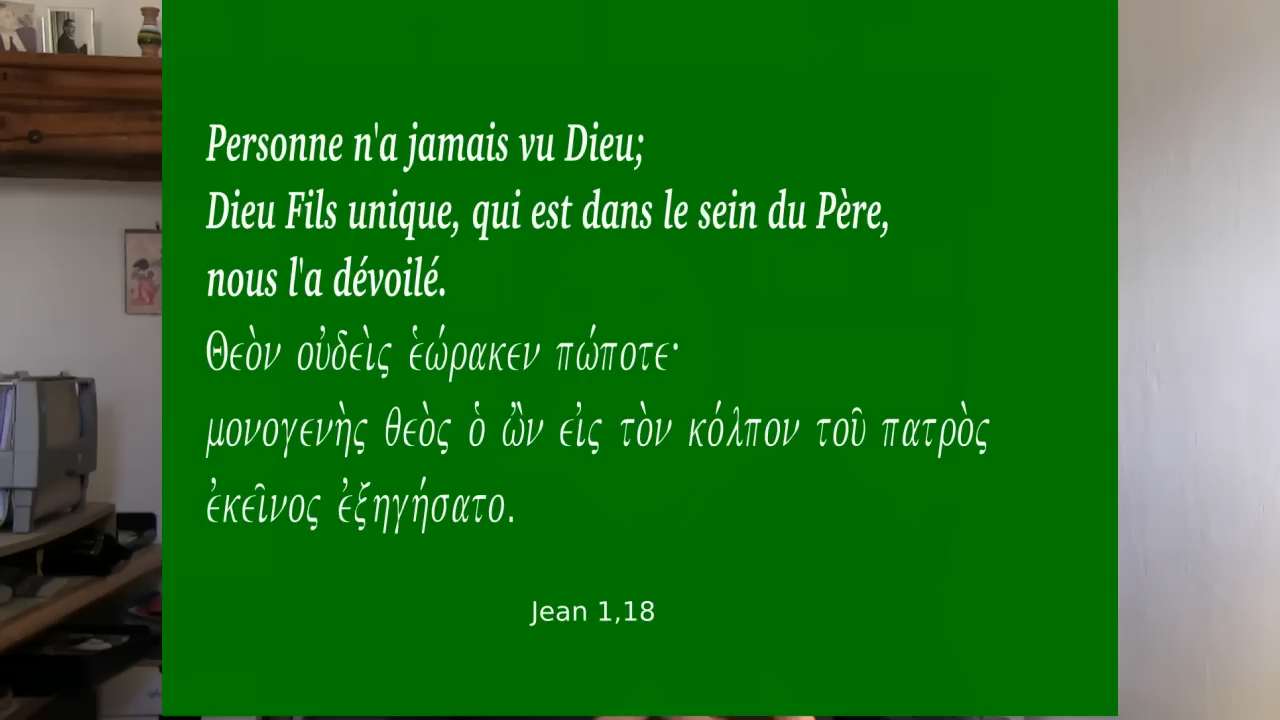 Personne n'a jamais vu Dieu;
Dieu Fils unique, qui est dans le sein du Père,
nous l'a dévoilé.
Θεὸν οὐδεὶς ἑώρακεν πώποτε·
μονογενὴς θεὸς ὁ ὢν εἰς τὸν κόλπον τοῦ πατρὸς
ἐκεῖνος ἐξηγήσατο.
Jean 1,18